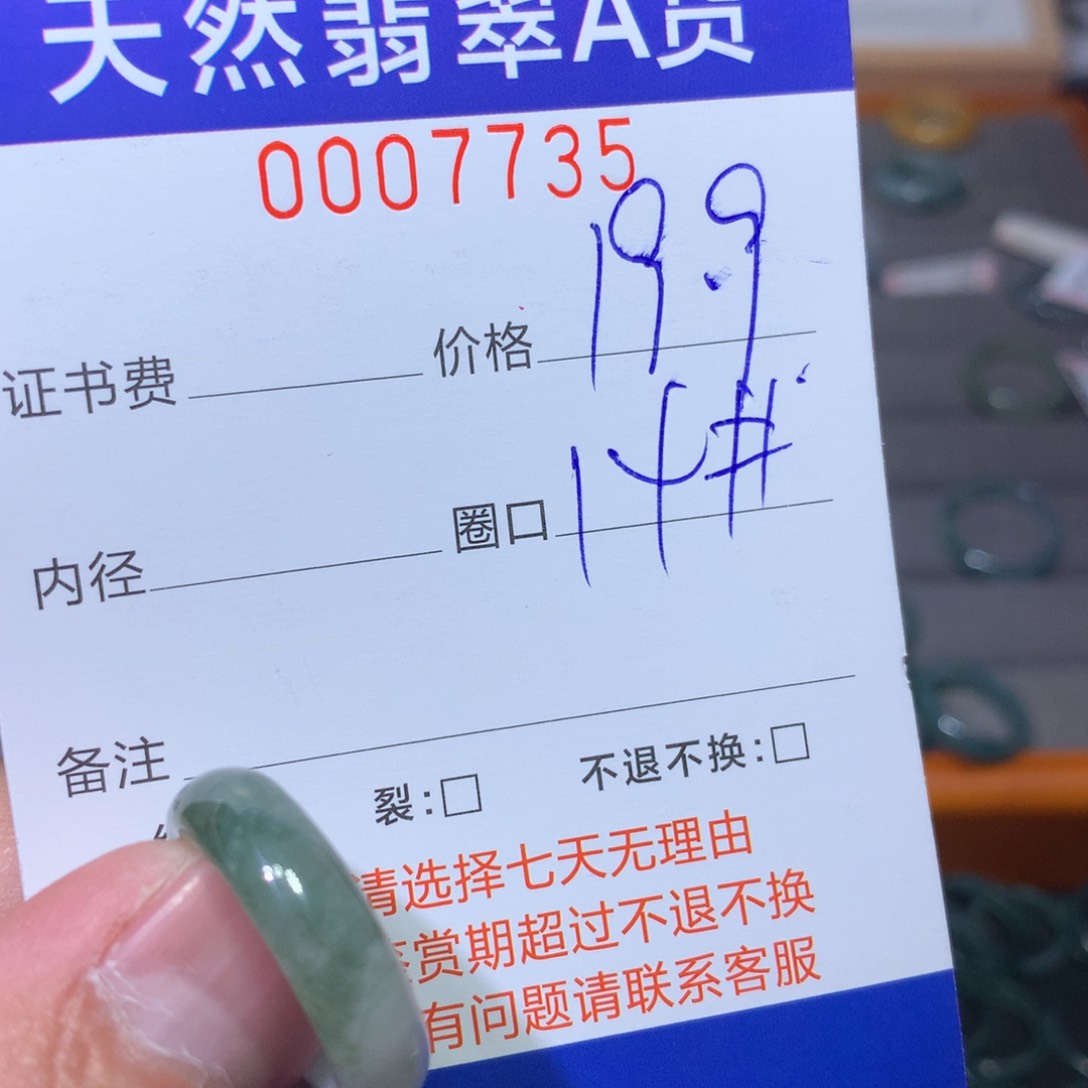 天然翡翠A货
0007735
证书费 价格 19.9
内径 圈口 14#
备注
裂:□ 不退不换:□
请选择七天无理由
赏期超过不退不换
有问题请联系客服